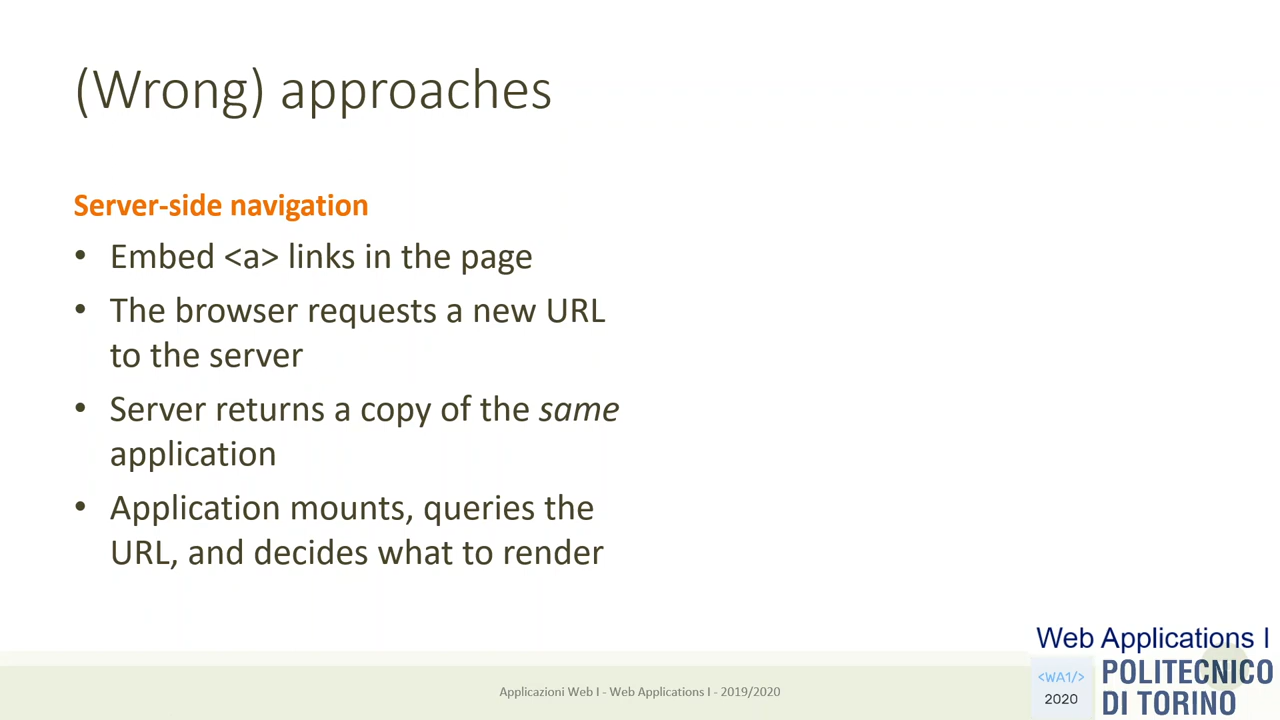 (Wrong) approaches
Server-side navigation
• Embed <a> links in the page
• The browser requests a new URL
to the server
• Server returns a copy of the same
application
• Application mounts, queries the
URL, and decides what to render
Applicazioni Web I - Web Applications I - 2019/2020
Web Applications I
<WA1/>
2020
POLITECNICO
DI TORINO